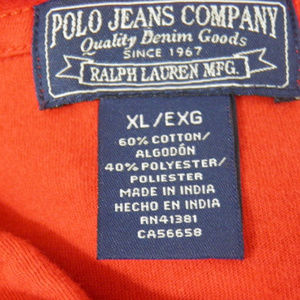 POLO JEANS COMPANY
Quality Denim Goods
SINCE 1967
RALPH LAUREN MFG.
XL/EXG
60% COTTON/
ALGODÓN
40% POLYESTER/
POLIESTER
MADE IN INDIA
HECHO EN INDIA
RN41381
CA56658